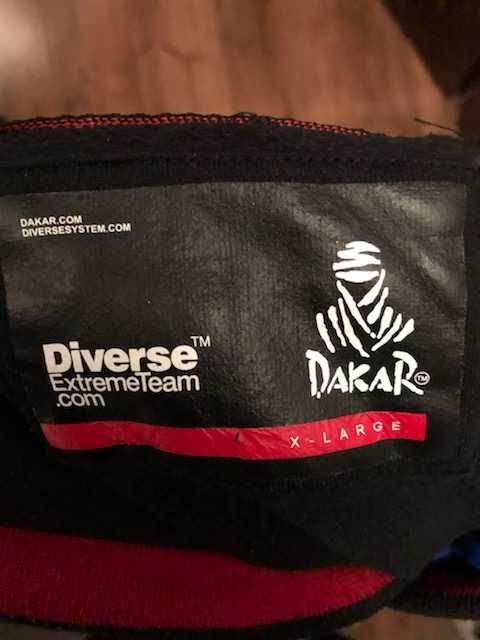 DAKAR.COM
DIVERSESYSTEM.COM
Diverse™
ExtremeTeam
.com
DAKAR™
X-LARGE